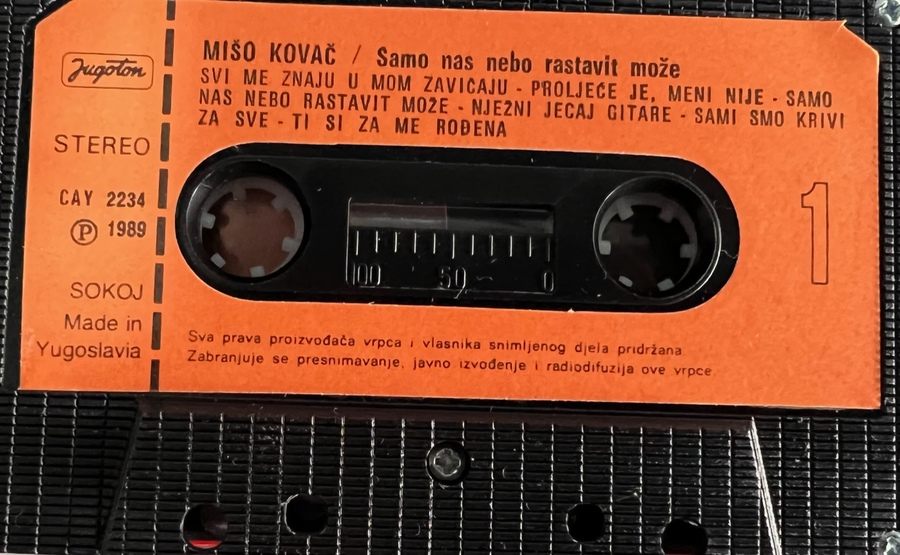 Jugoton
STEREO
CAY 2234
Ⓟ 1989
SOKOJ
Made in
Yugoslavia
MIŠO KOVAČ / Samo nas nebo rastavit može
SVI ME ZNAJU U MOM ZAVIČAJU - PROLJEĆE JE, MENI NIJE - SAMO
NAS NEBO RASTAVIT MOŽE - NJEŽNI JECAJ GITARE - SAMI SMO KRIVI
ZA SVE - TI SI ZA ME ROĐENA
100 50 0
1
Sva prava proizvođača vrpca i vlasnika snimljenog djela pridržana
Zabranjuje se presnimavanje, javno izvođenje i radiodifuzija ove vrpce